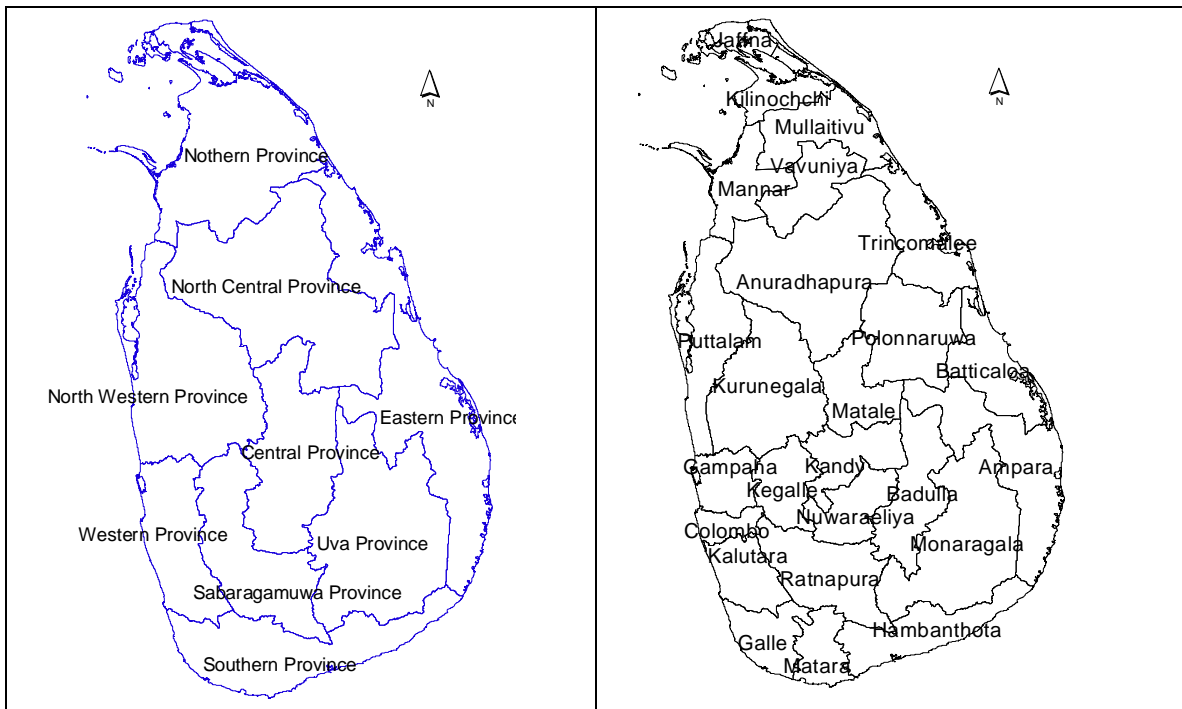 N
Nothern Province
North Central Province
North Western Province
Eastern Province
Central Province
Western Province
Uva Province
Sabaragamuwa Province
Southern Province
Jaffna
N
Kilinochchi
Mullaitivu
Vavuniya
Mannar
Trincomalee
Anuradhapura
Puttalam
Polonnaruwa
Batticaloa
Kurunegala
Matale
Gampaha
Kandy
Ampara
Kegalle
Badulla
Nuwaraeliya
Colombo
Monaragala
Kalutara
Ratnapura
Hambanthota
Galle
Matara